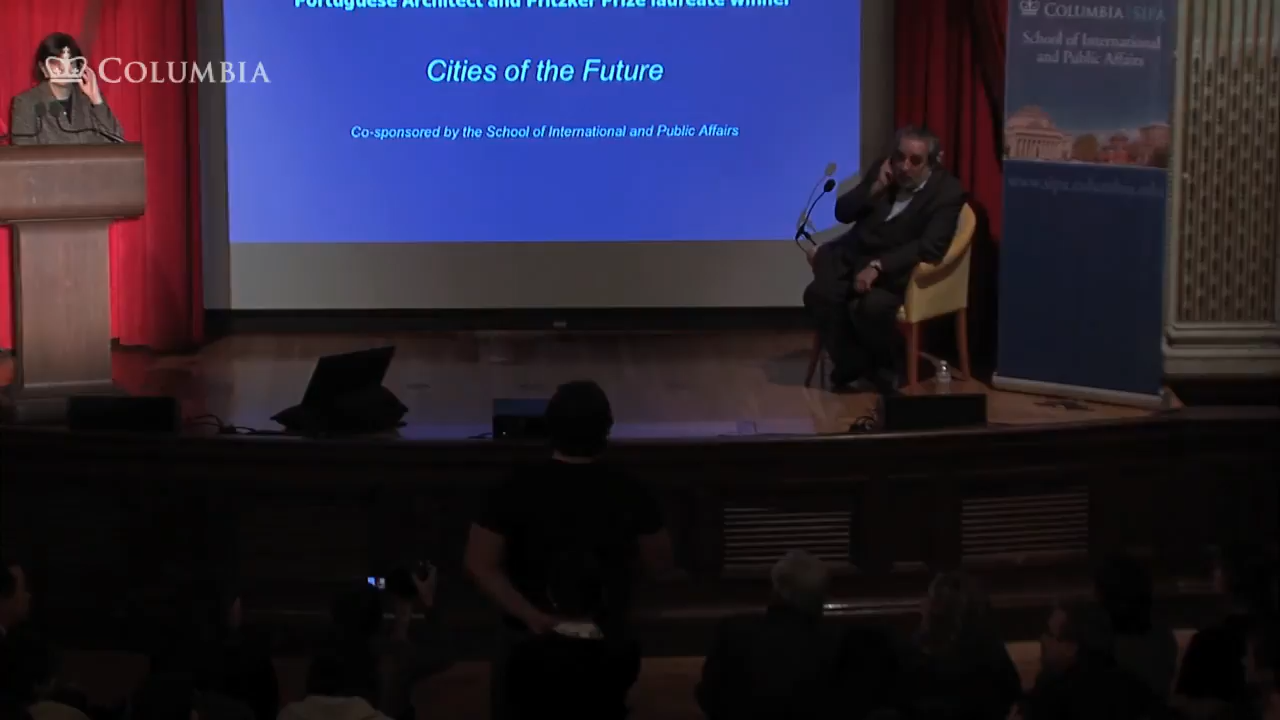 Portuguese Architect and Pritzker Prize laureate winner
COLUMBIA
Cities of the Future
Co-sponsored by the School of International and Public Affairs
COLUMBIA | SIPA
School of International
and Public Affairs
www.sipa.columbia.edu